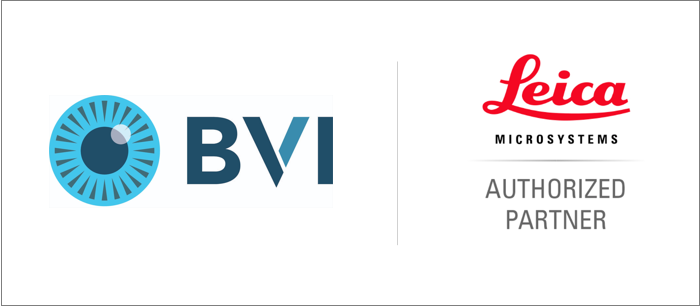 BVI
Leica
MICROSYSTEMS
AUTHORIZED
PARTNER